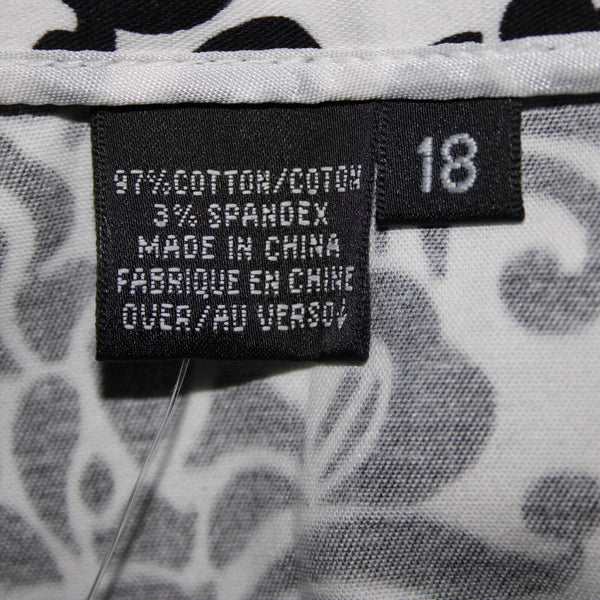 97% COTTON/COTON
3% SPANDEX
MADE IN CHINA
FABRIQUE EN CHINE
OVER/AU VERSO↓
18